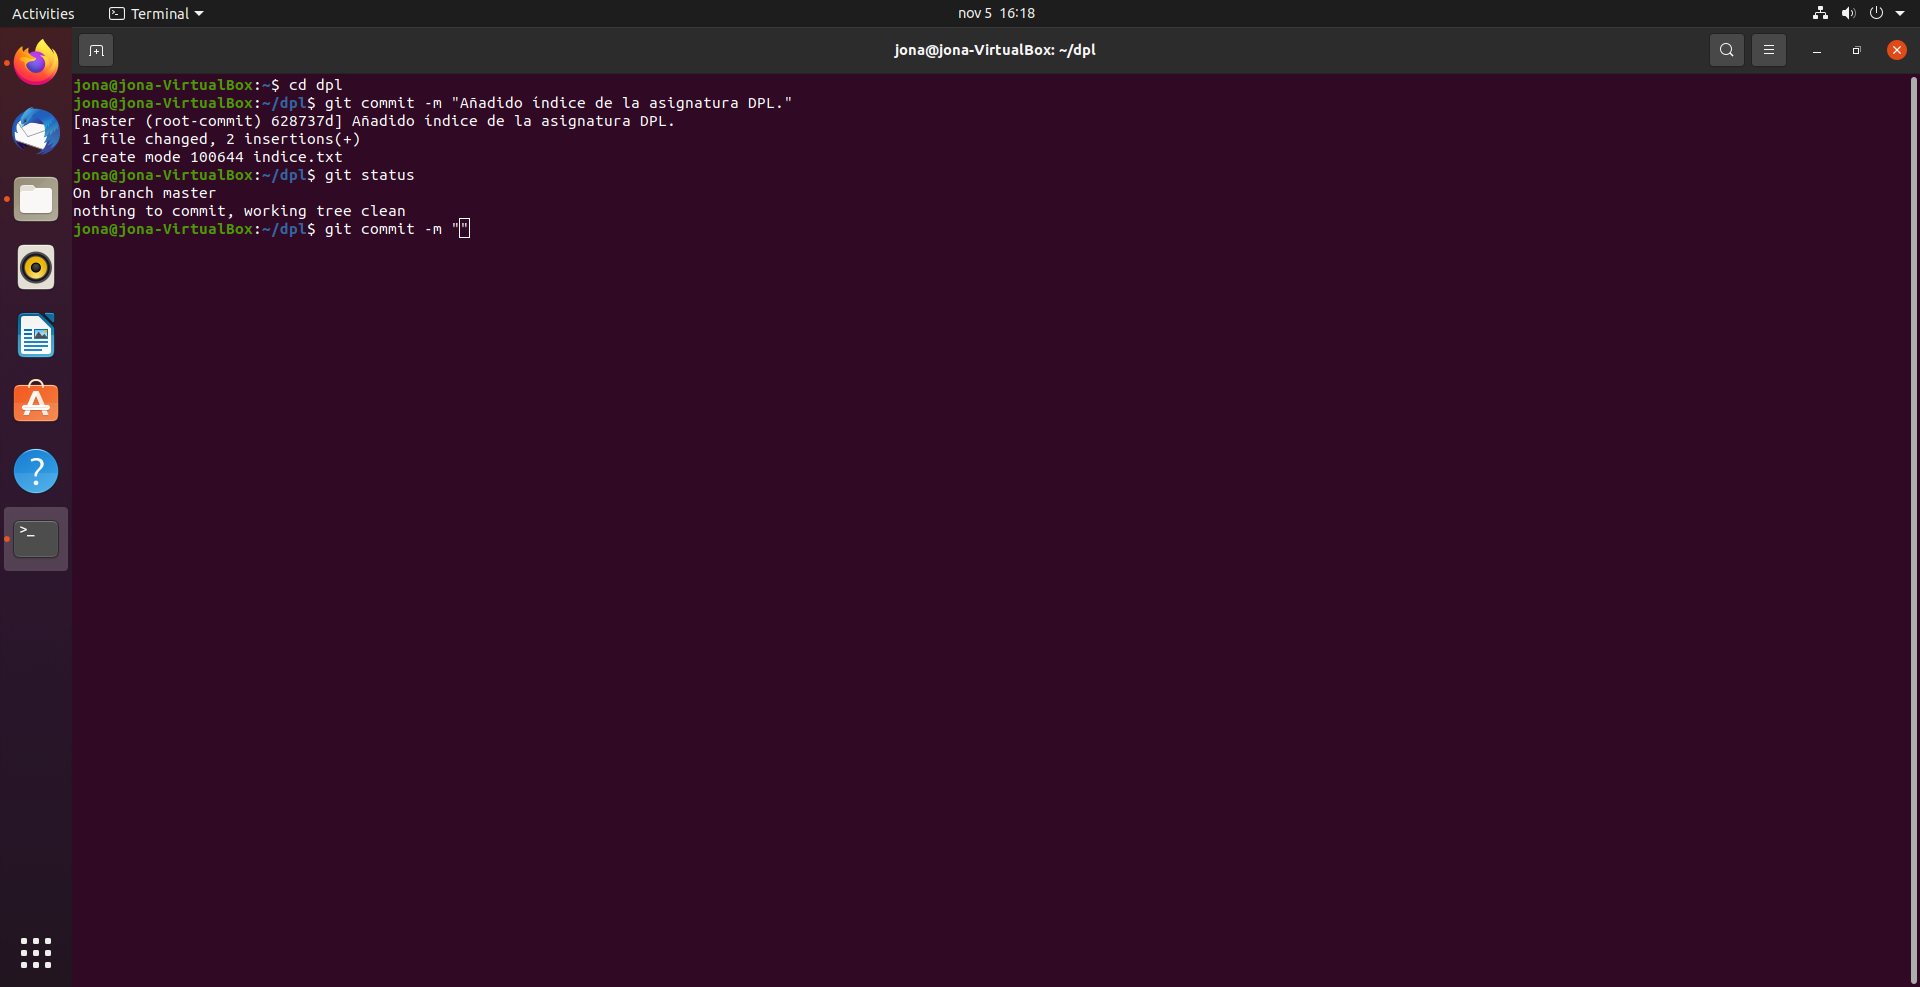 Activities
Terminal
nov 5 16:18
jona@jona-VirtualBox: ~/dpl
jona@jona-VirtualBox:~$ cd dpl
jona@jona-VirtualBox:~/dpl$ git commit -m "Añadido índice de la asignatura DPL."
[master (root-commit) 628737d] Añadido índice de la asignatura DPL.
 1 file changed, 2 insertions(+)
 create mode 100644 indice.txt
jona@jona-VirtualBox:~/dpl$ git status
On branch master
nothing to commit, working tree clean
jona@jona-VirtualBox:~/dpl$ git commit -m ""